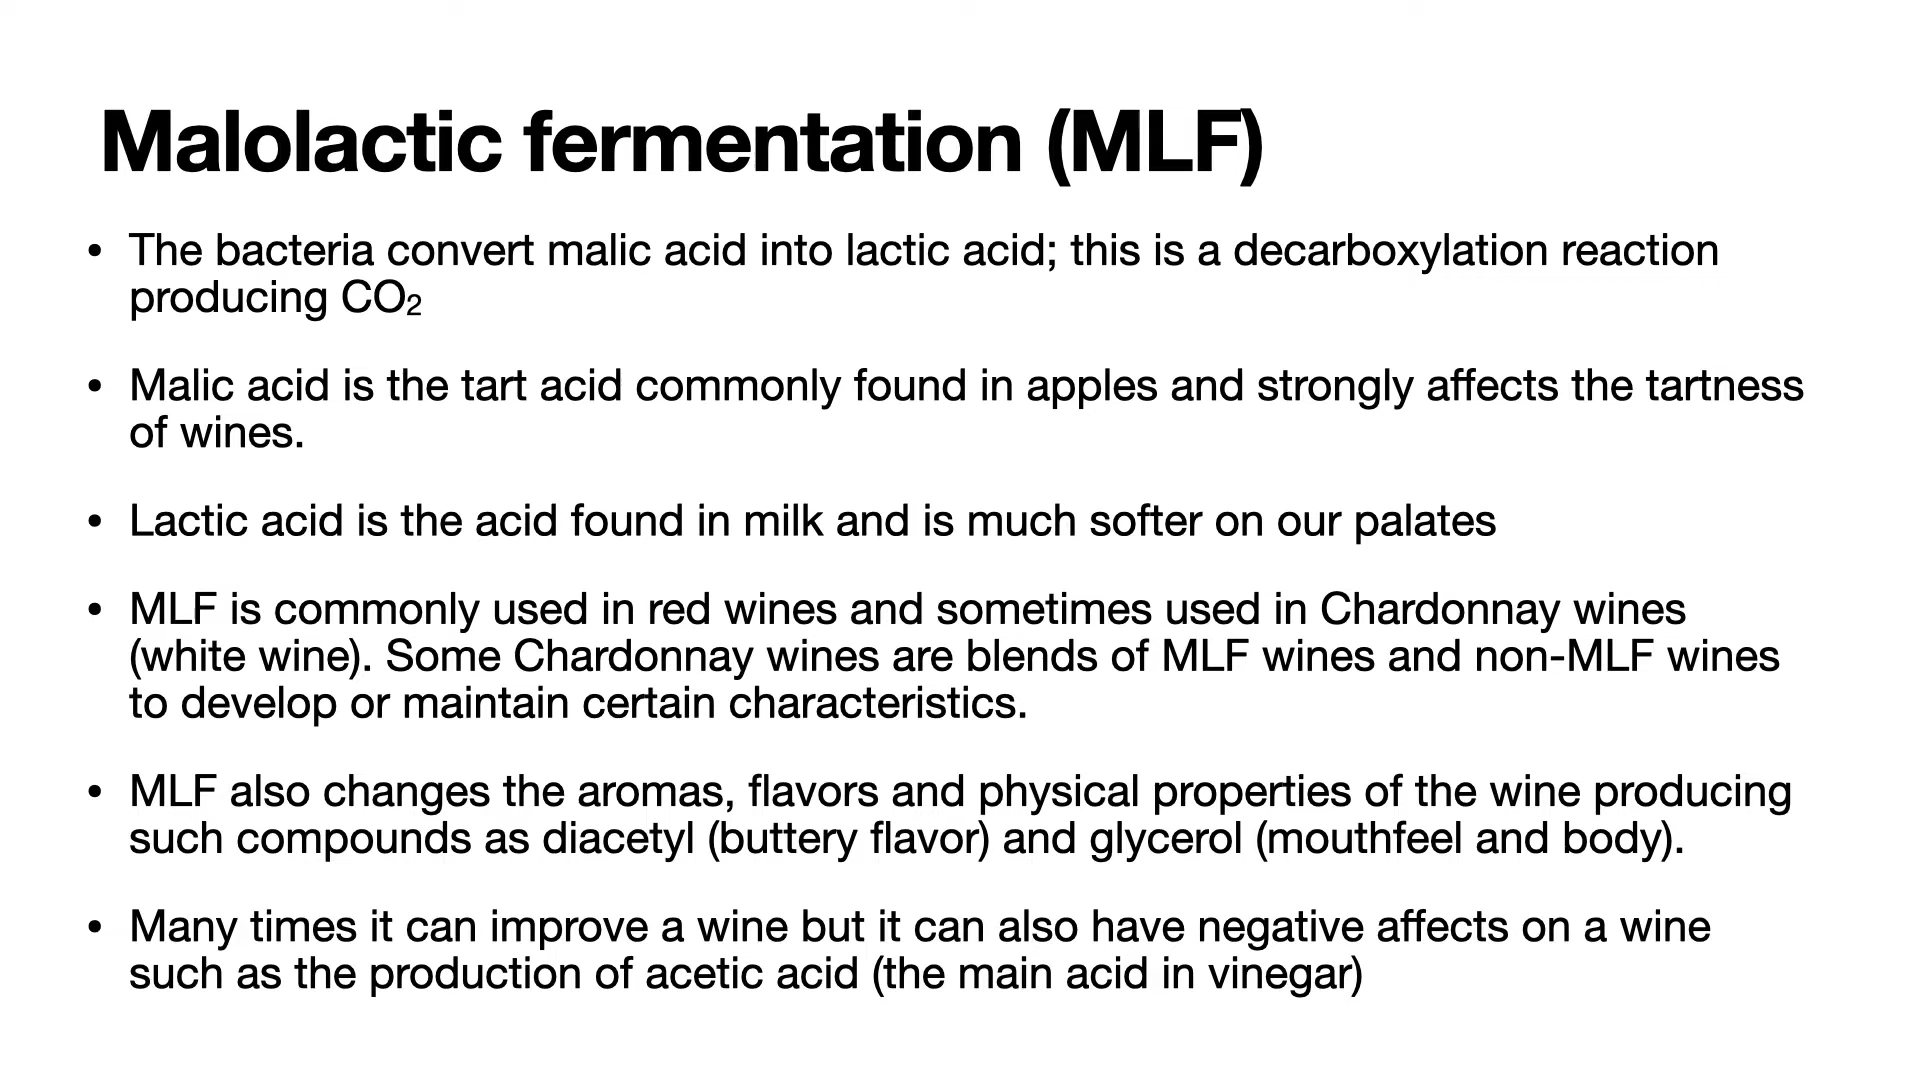 Malolactic fermentation (MLF)
• The bacteria convert malic acid into lactic acid; this is a decarboxylation reaction
producing CO₂
• Malic acid is the tart acid commonly found in apples and strongly affects the tartness
of wines.
• Lactic acid is the acid found in milk and is much softer on our palates
• MLF is commonly used in red wines and sometimes used in Chardonnay wines
(white wine). Some Chardonnay wines are blends of MLF wines and non-MLF wines
to develop or maintain certain characteristics.
• MLF also changes the aromas, flavors and physical properties of the wine producing
such compounds as diacetyl (buttery flavor) and glycerol (mouthfeel and body).
• Many times it can improve a wine but it can also have negative affects on a wine
such as the production of acetic acid (the main acid in vinegar)